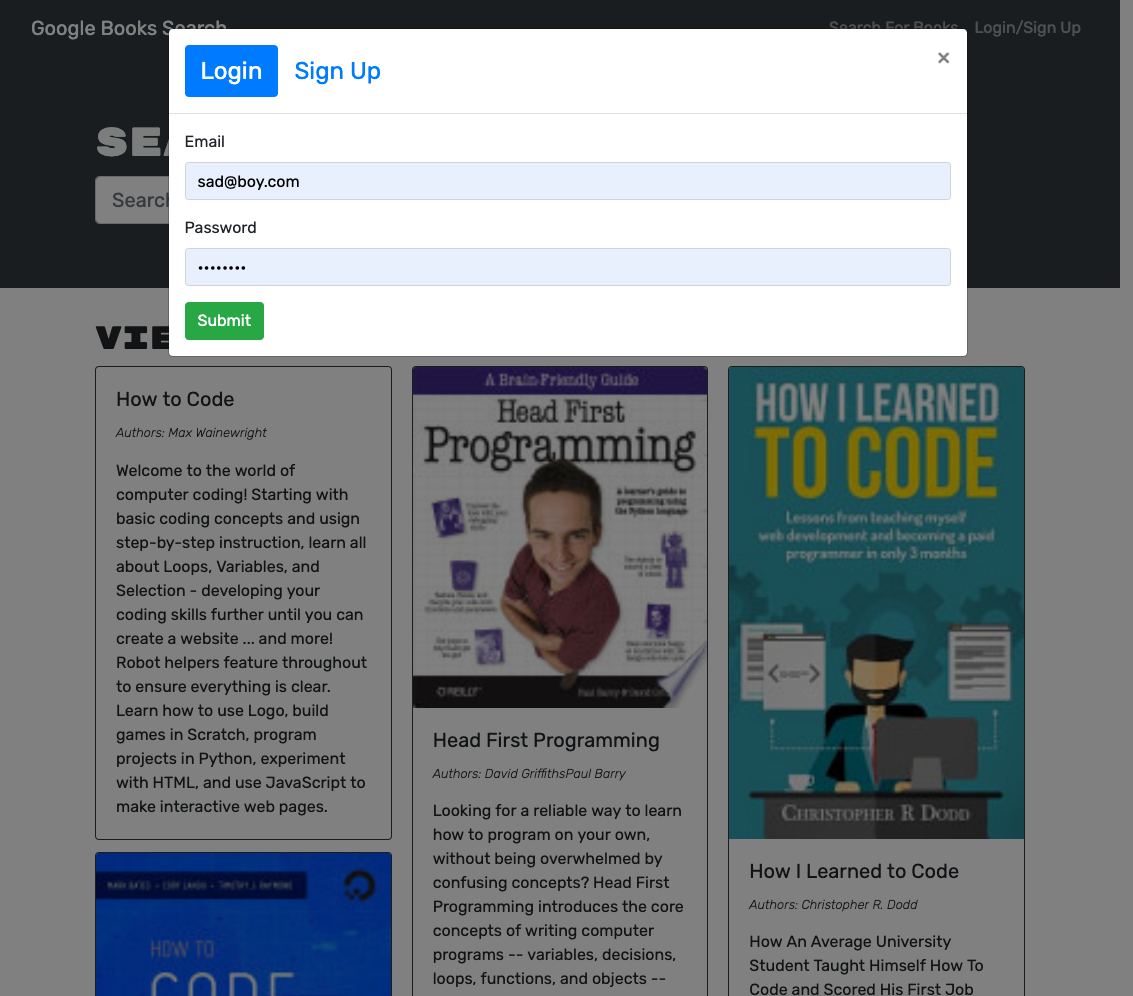 Google Books Search
Search For Books
Login/Sign Up
Login
Sign Up
×
Email
sad@boy.com
Password
••••••••
Submit
How to Code
Authors: Max Wainewright
Welcome to the world of
computer coding! Starting with
basic coding concepts and usign
step-by-step instruction, learn all
about Loops, Variables, and
Selection - developing your
coding skills further until you can
create a website ... and more!
Robot helpers feature throughout
to ensure everything is clear.
Learn how to use Logo, build
games in Scratch, program
projects in Python, experiment
with HTML, and use JavaScript to
make interactive web pages.
HOW TO
CODE
A Brain-Friendly Guide
Head First
Programming
A learner's guide to
programming using
the Python language
O'REILLY
Head First Programming
Authors: David GriffithsPaul Barry
Looking for a reliable way to learn
how to program on your own,
without being overwhelmed by
confusing concepts? Head First
Programming introduces the core
concepts of writing computer
programs -- variables, decisions,
loops, functions, and objects --
HOW I LEARNED
TO CODE
Lessons from teaching myself
web development and becoming a paid
programmer in only 3 months
CHRISTOPHER R DODD
How I Learned to Code
Authors: Christopher R. Dodd
How An Average University
Student Taught Himself How To
Code and Scored His First Job